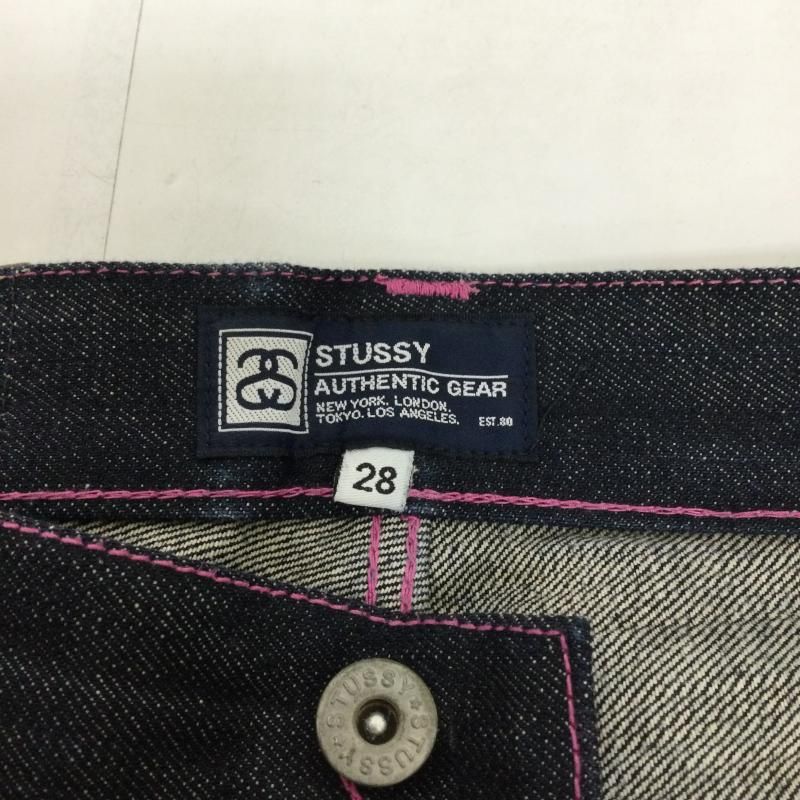 STUSSY
AUTHENTIC GEAR
NEW YORK. LONDON.
TOKYO. LOS ANGELES. EST.80
28
STUSSY★STUSSY★